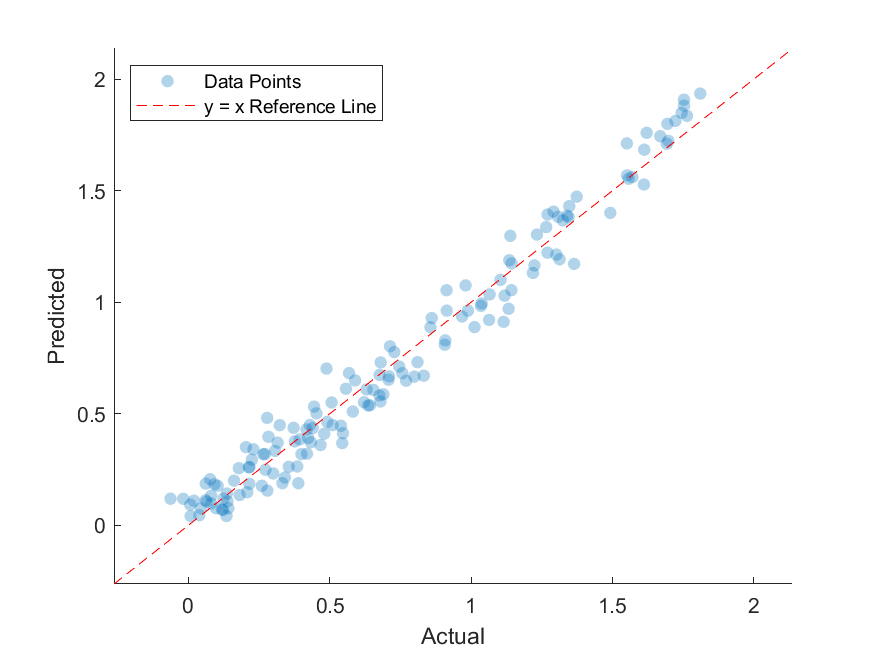 Data Points
y = x Reference Line
2
1.5
1
0.5
0
Predicted
0
0.5
1
1.5
2
Actual